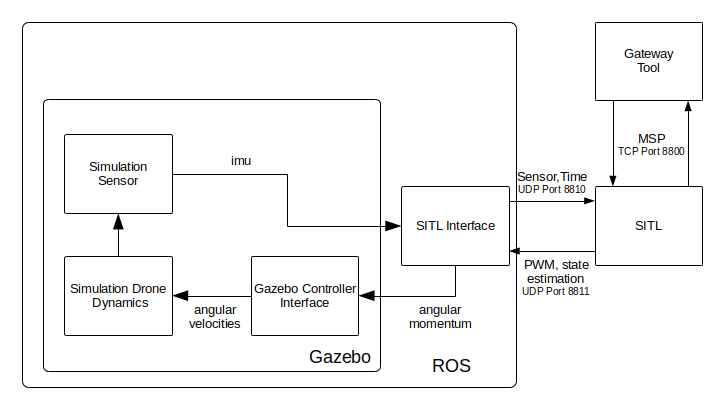 Gateway
Tool
MSP
TCP Port 8800
Simulation
Sensor
imu
Sensor,Time
UDP Port 8810
SITL Interface
SITL
PWM, state
estimation
UDP Port 8811
Simulation Drone
Dynamics
angular
velocities
Gazebo Controller
Interface
angular
momentum
Gazebo
ROS